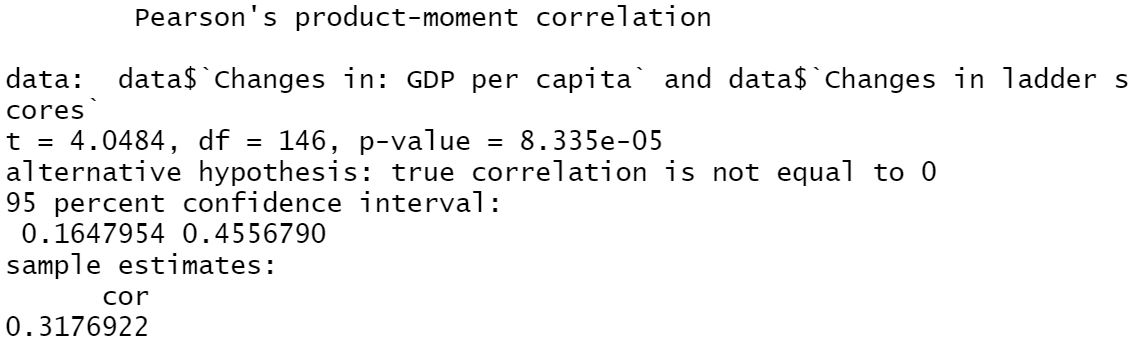 Pearson's product-moment correlation
data:  data$`Changes in: GDP per capita` and data$`Changes in ladder s
cores`
t = 4.0484, df = 146, p-value = 8.335e-05
alternative hypothesis: true correlation is not equal to 0
95 percent confidence interval:
0.1647954 0.4556790
sample estimates:
cor
0.3176922